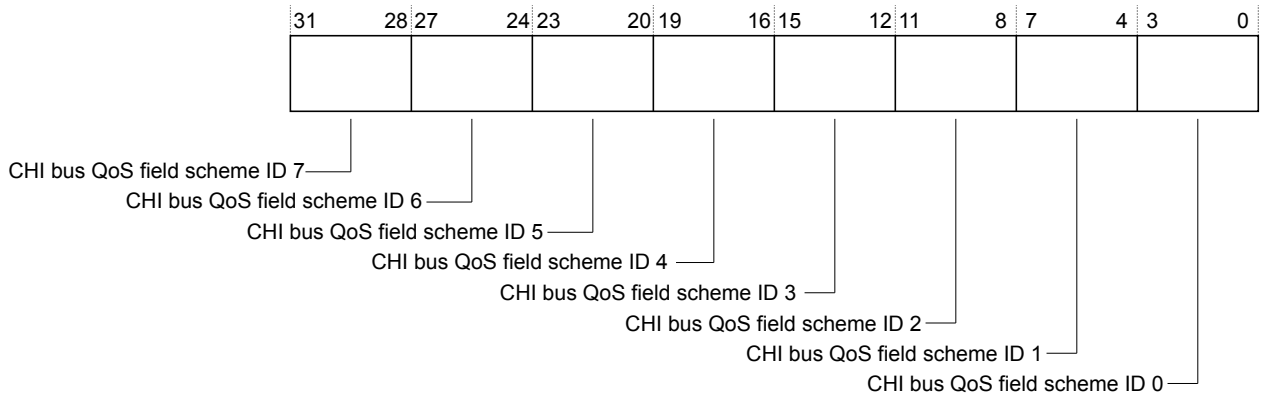 31 28 27 24 23 20 19 16 15 12 11 8 7 4 3 0
CHI bus QoS field scheme ID 7
CHI bus QoS field scheme ID 6
CHI bus QoS field scheme ID 5
CHI bus QoS field scheme ID 4
CHI bus QoS field scheme ID 3
CHI bus QoS field scheme ID 2
CHI bus QoS field scheme ID 1
CHI bus QoS field scheme ID 0